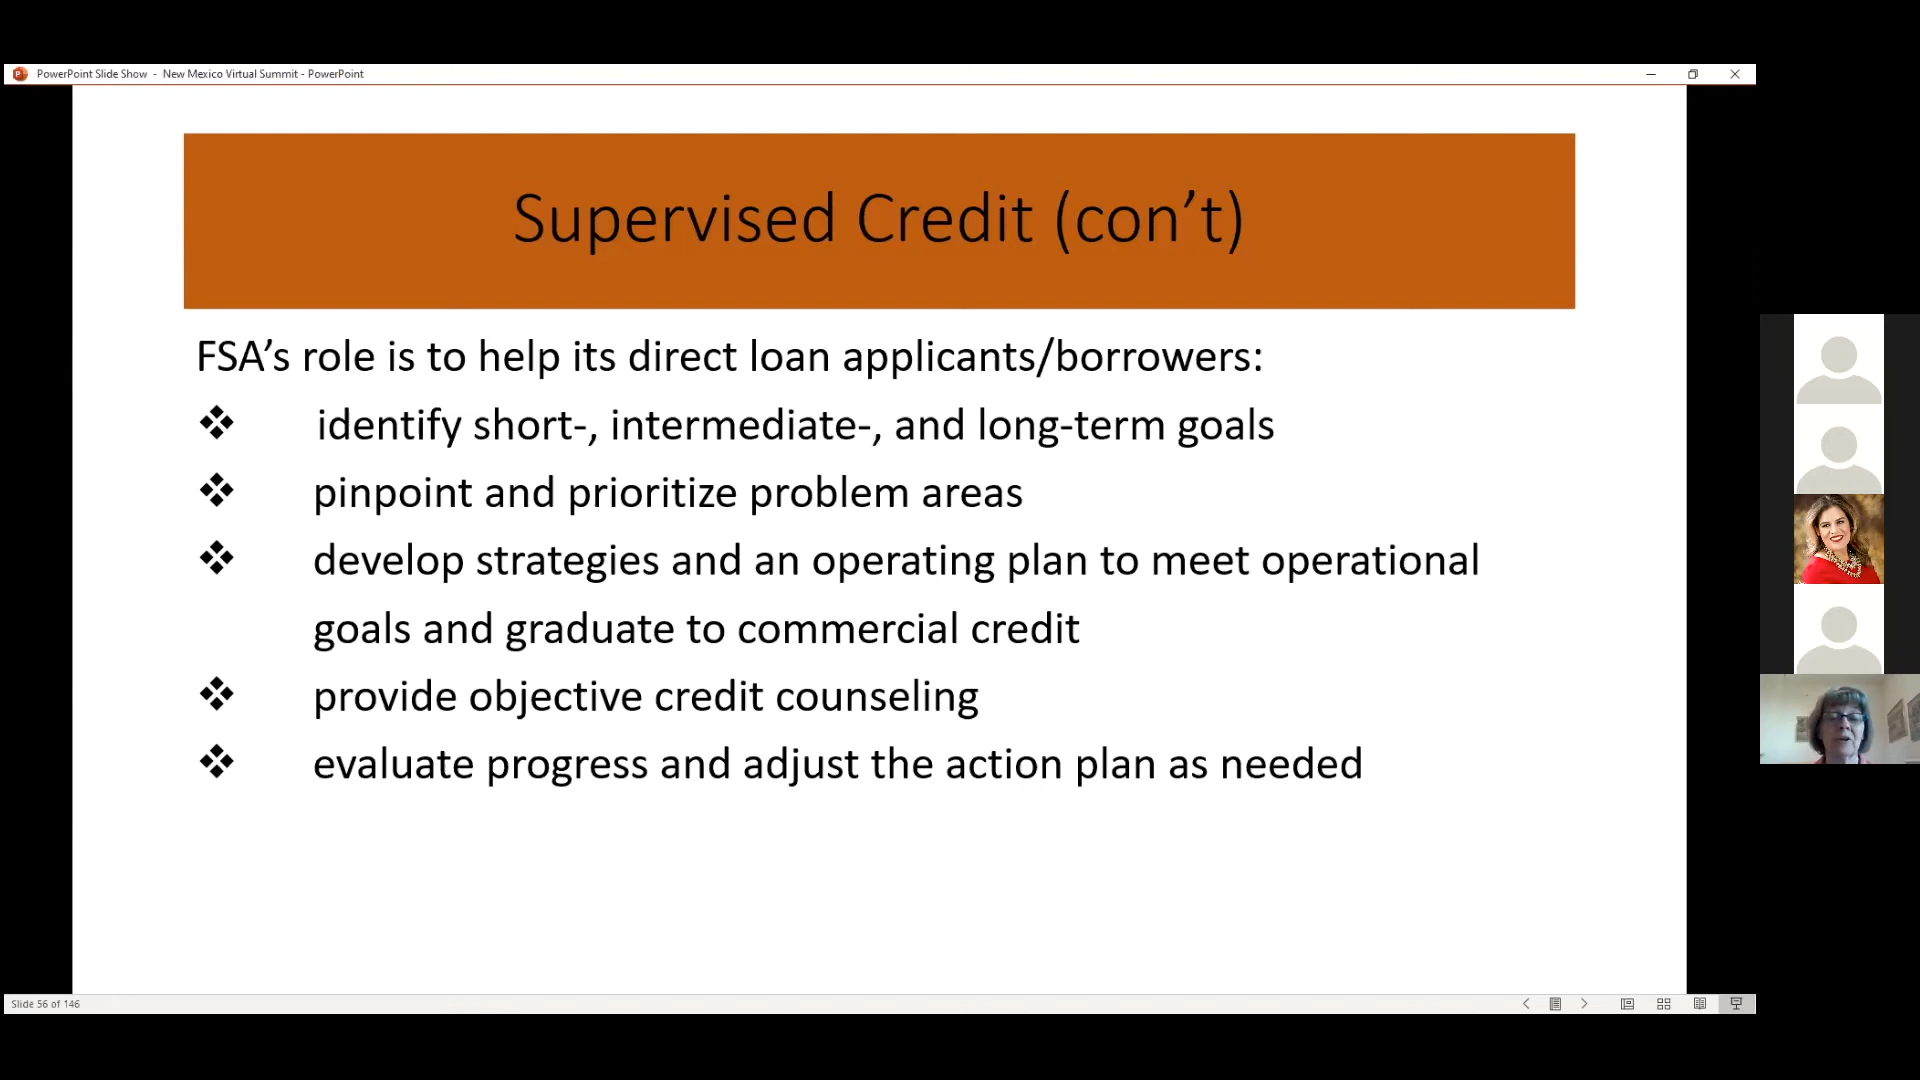 PowerPoint Slide Show - New Mexico Virtual Summit - PowerPoint
Supervised Credit (con’t)
FSA’s role is to help its direct loan applicants/borrowers:
❖ identify short-, intermediate-, and long-term goals
❖ pinpoint and prioritize problem areas
❖ develop strategies and an operating plan to meet operational
goals and graduate to commercial credit
❖ provide objective credit counseling
❖ evaluate progress and adjust the action plan as needed
Slide 56 of 146